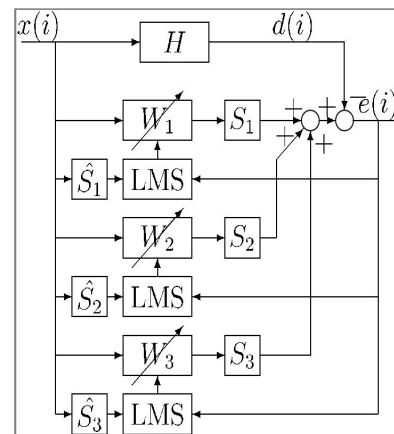 x(i) H d(i)
+ + − e(i)
W₁ S₁ + +
Ŝ₁ LMS
W₂ S₂
Ŝ₂ LMS
W₃ S₃
Ŝ₃ LMS